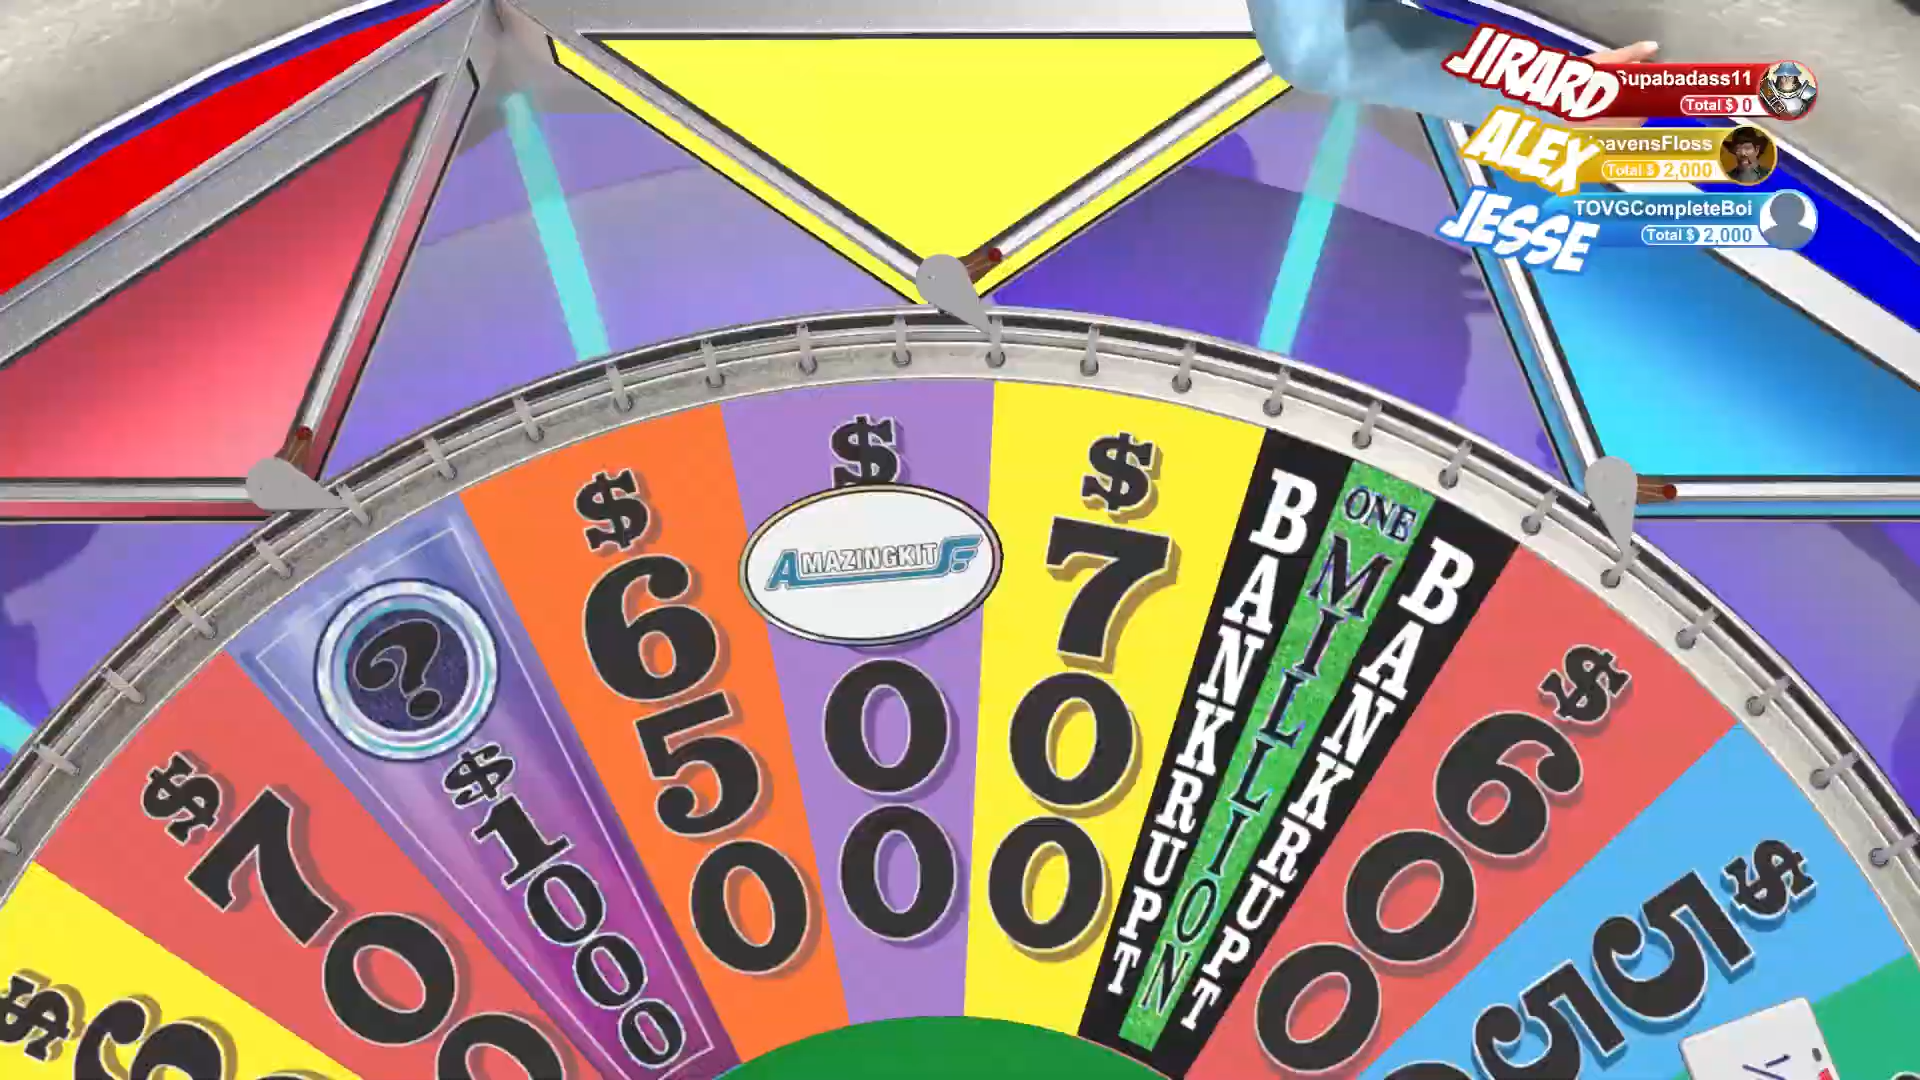 JIRARD
Supabadass11
Total $ 0
ALEX
avensFloss
Total $ 2,000
JESSE
TOVGCompleteBoi
Total $ 2,000
$700
?
$1000
$650
$
AMAZINGKIT
00
$700
BANKRUPT
ONE MILLION
BANKRUPT
$900
$55